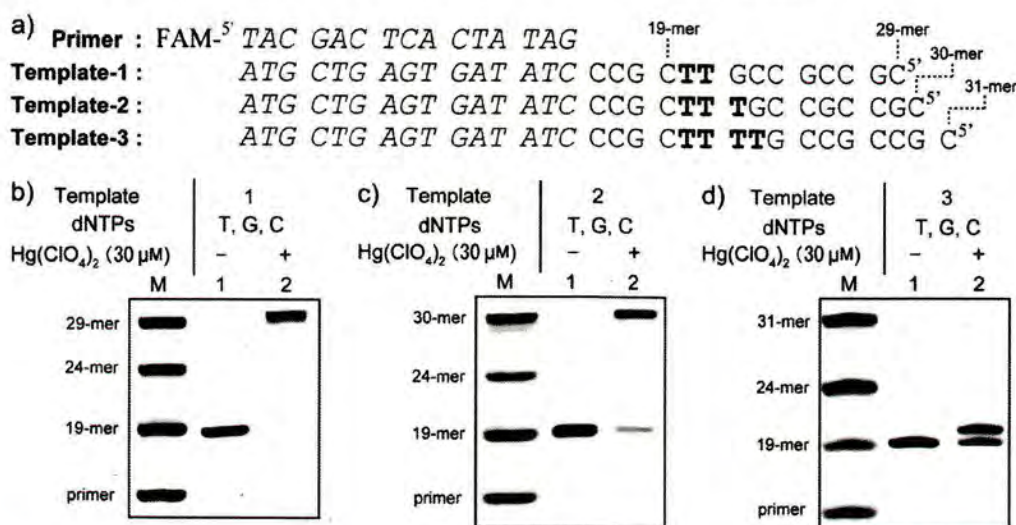 a)
19-mer 29-mer
Primer : FAM-5' TAC GAC TCA CTA TAG
30-mer
Template-1 : ATG CTG AGT GAT ATC CCG CTT GCC GCC GC5'
31-mer
Template-2 : ATG CTG AGT GAT ATC CCG CTT TGC CGC CGC5'
Template-3 : ATG CTG AGT GAT ATC CCG CTT TTG CCG CCG C5'
b) Template 1
dNTPs T, G, C
Hg(ClO4)2 (30 µM) – +
M 1 2
29-mer
24-mer
19-mer
primer
c) Template 2
dNTPs T, G, C
Hg(ClO4)2 (30 µM) – +
M 1 2
30-mer
24-mer
19-mer
primer
d) Template 3
dNTPs T, G, C
Hg(ClO4)2 (30 µM) – +
M 1 2
31-mer
24-mer
19-mer
primer